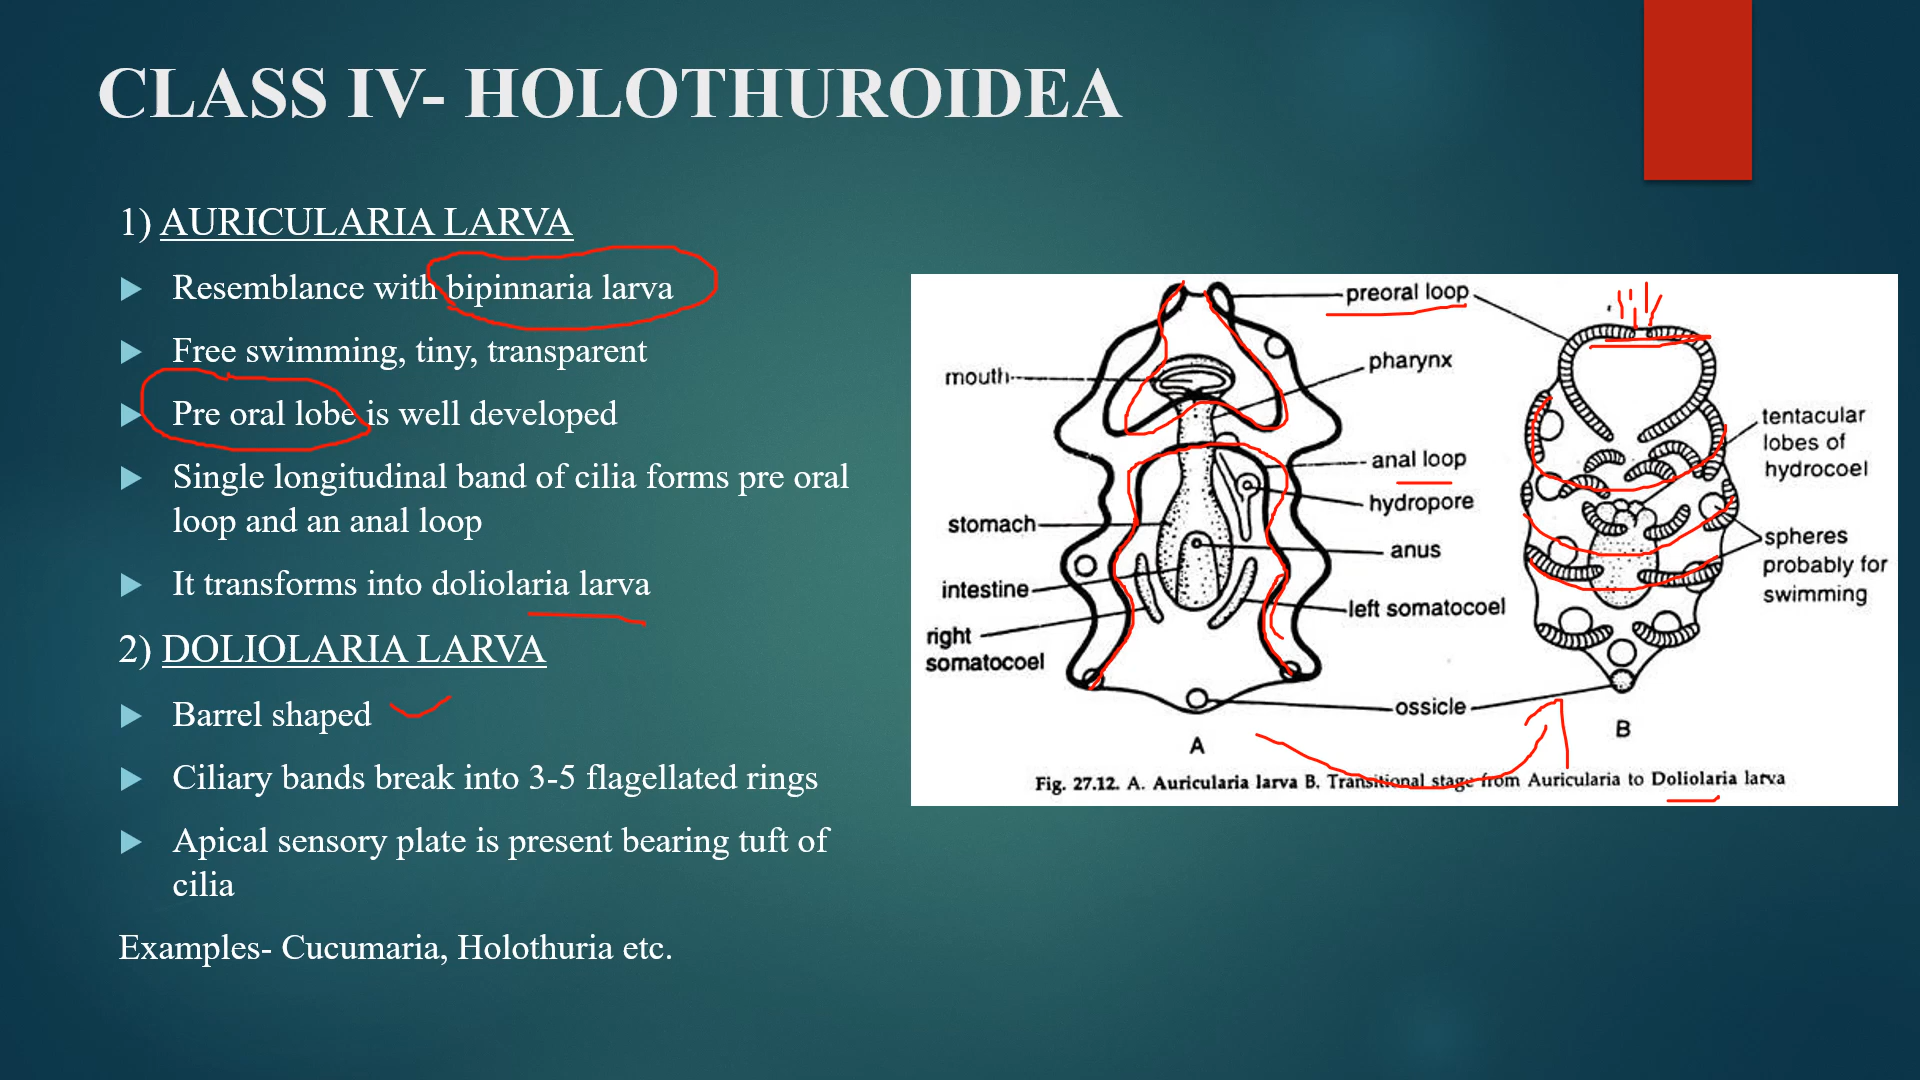 CLASS IV- HOLOTHUROIDEA
1) AURICULARIA LARVA
Resemblance with bipinnaria larva
Free swimming, tiny, transparent
Pre oral lobe is well developed
Single longitudinal band of cilia forms pre oral
loop and an anal loop
It transforms into doliolaria larva
2) DOLIOLARIA LARVA
Barrel shaped
Ciliary bands break into 3-5 flagellated rings
Apical sensory plate is present bearing tuft of
cilia
Examples- Cucumaria, Holothuria etc.
preoral loop
mouth
pharynx
anal loop
hydropore
stomach
anus
intestine
left somatocoel
right
somatocoel
ossicle
tentacular
lobes of
hydrocoel
spheres
probably for
swimming
A
B
Fig. 27.12. A. Auricularia larva B. Transitional stage from Auricularia to Doliolaria larva